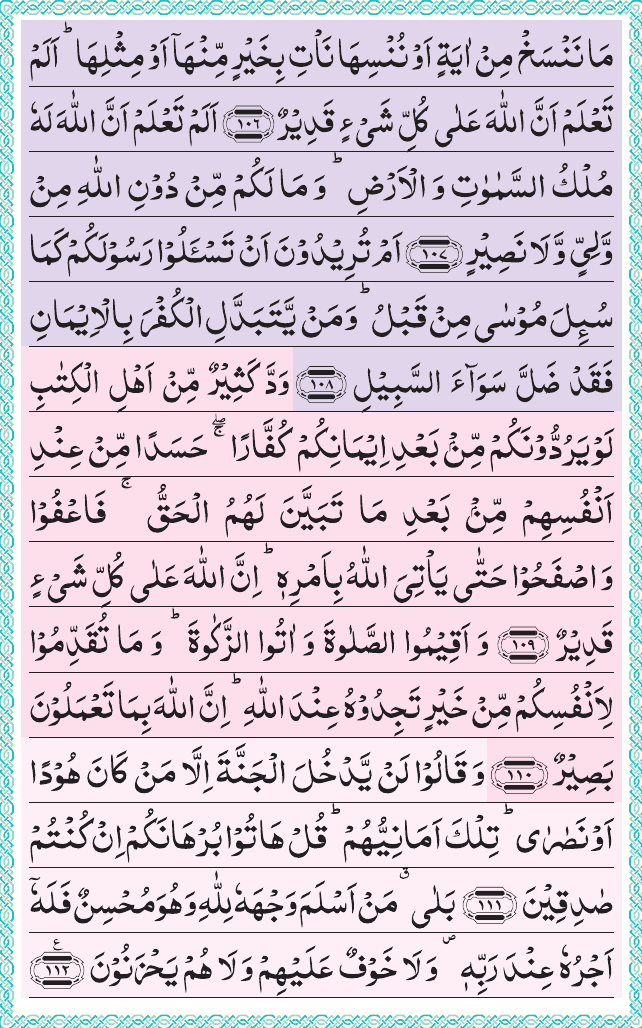 مَا نَنۡسَخۡ مِنۡ اٰيَةٍ اَوۡ نُنۡسِهَا نَاۡتِ بِخَيۡرٍ مِّنۡهَآ اَوۡ مِثۡلِهَا ؕ اَلَمۡ
تَعۡلَمۡ اَنَّ اللّٰهَ عَلٰى كُلِّ شَىۡءٍ قَدِيۡرٌ ﴿۱۰۶﴾ اَلَمۡ تَعۡلَمۡ اَنَّ اللّٰهَ لَهٗ
مُلۡكُ السَّمٰوٰتِ وَ الۡاَرۡضِ ؕ وَ مَا لَکُمۡ مِّنۡ دُوۡنِ اللّٰهِ مِنۡ
وَّلِىٍّ وَّ لَا نَصِيۡرٍ ﴿۱۰۷﴾ اَمۡ تُرِيۡدُوۡنَ اَنۡ تَسۡـَٔـلُوۡا رَسُوۡلَكُمۡ كَمَا
سُٮِٕلَ مُوۡسٰى مِنۡ قَبۡلُ ؕ وَمَنۡ يَّتَبَدَّلِ الۡکُفۡرَ بِالۡاِيۡمَانِ
فَقَدۡ ضَلَّ سَوَآءَ السَّبِيۡلِ ﴿۱۰۸﴾ وَدَّ کَثِيۡرٌ مِّنۡ اَهۡلِ الۡكِتٰبِ
لَوۡ يَرُدُّوۡنَكُمۡ مِّنۡۢ بَعۡدِ اِيۡمَانِكُمۡ كُفَّارًا ۖۚ حَسَدًا مِّنۡ عِنۡدِ
اَنۡفُسِهِمۡ مِّنۡۢ بَعۡدِ مَا تَبَيَّنَ لَهُمُ الۡحَـقُّ ۚ فَاعۡفُوۡا
وَ اصۡفَحُوۡا حَتّٰى يَاۡتِىَ اللّٰهُ بِاَمۡرِهٖ ؕ اِنَّ اللّٰهَ عَلٰى كُلِّ شَىۡءٍ
قَدِيۡرٌ ﴿۱۰۹﴾ وَ اَقِيۡمُوا الصَّلٰوةَ وَ اٰتُوا الزَّکٰوةَ ؕ وَ مَا تُقَدِّمُوۡا
لِاَنۡفُسِكُمۡ مِّنۡ خَيۡرٍ تَجِدُوۡهُ عِنۡدَ اللّٰهِ ؕ اِنَّ اللّٰهَ بِمَا تَعۡمَلُوۡنَ
بَصِيۡرٌ ﴿۱۱۰﴾ وَ قَالُوۡا لَنۡ يَّدۡخُلَ الۡجَـنَّةَ اِلَّا مَنۡ كَانَ هُوۡدًا
اَوۡ نَصٰرٰى ؕ تِلۡكَ اَمَانِيُّهُمۡ ؕ قُلۡ هَاتُوۡا بُرۡهَانَکُمۡ اِنۡ کُنۡتُمۡ
صٰدِقِيۡنَ ﴿۱۱۱﴾ بَلٰى ۗ مَنۡ اَسۡلَمَ وَجۡهَهٗ لِلّٰهِ وَهُوَ مُحۡسِنٌ فَلَهٗۤ
اَجۡرُهٗ عِنۡدَ رَبِّهٖ ۖ وَ لَا خَوۡفٌ عَلَيۡهِمۡ وَ لَا هُمۡ يَحۡزَنُوۡنَ ﴿۱۱۲﴾ ع